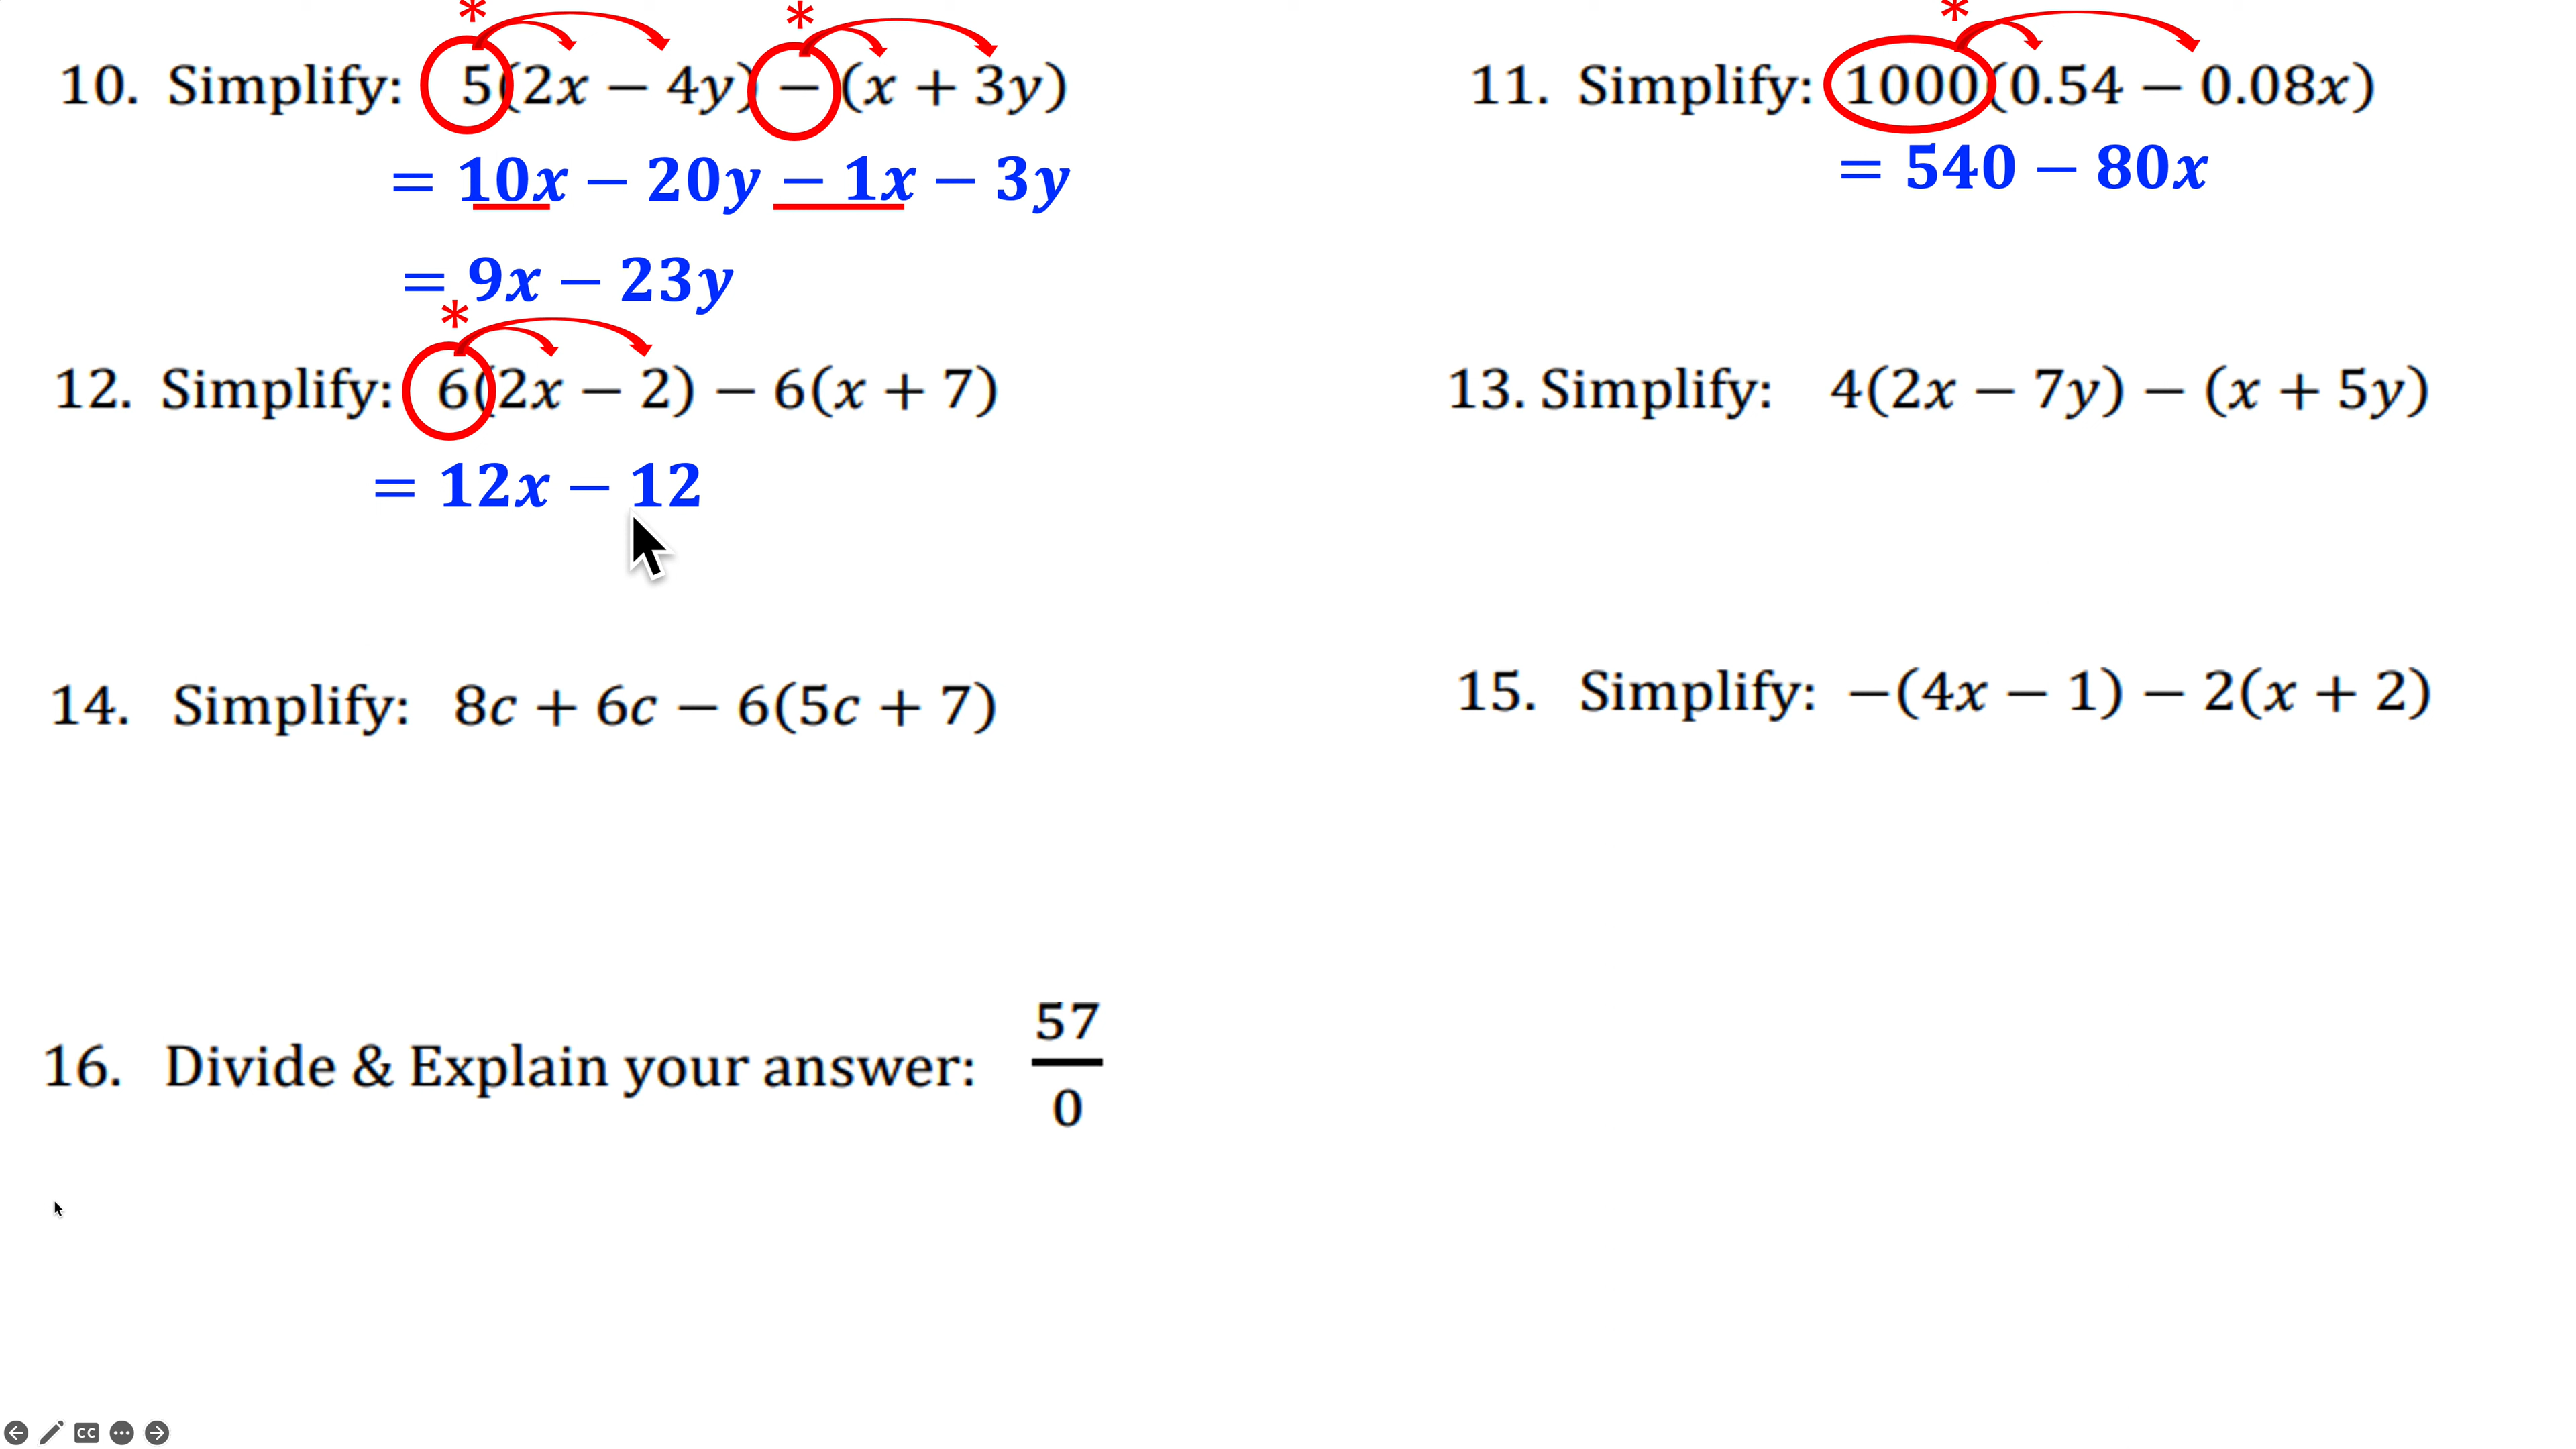 *
*
10. Simplify: 5(2x − 4y) − (x + 3y)
= 10x − 20y − 1x − 3y
= 9x − 23y
*
11. Simplify: 1000(0.54 − 0.08x)
= 540 − 80x
*
12. Simplify: 6(2x − 2) − 6(x + 7)
= 12x − 12
13. Simplify: 4(2x − 7y) − (x + 5y)
14. Simplify: 8c + 6c − 6(5c + 7)
15. Simplify: −(4x − 1) − 2(x + 2)
16. Divide & Explain your answer: 57/0
CC